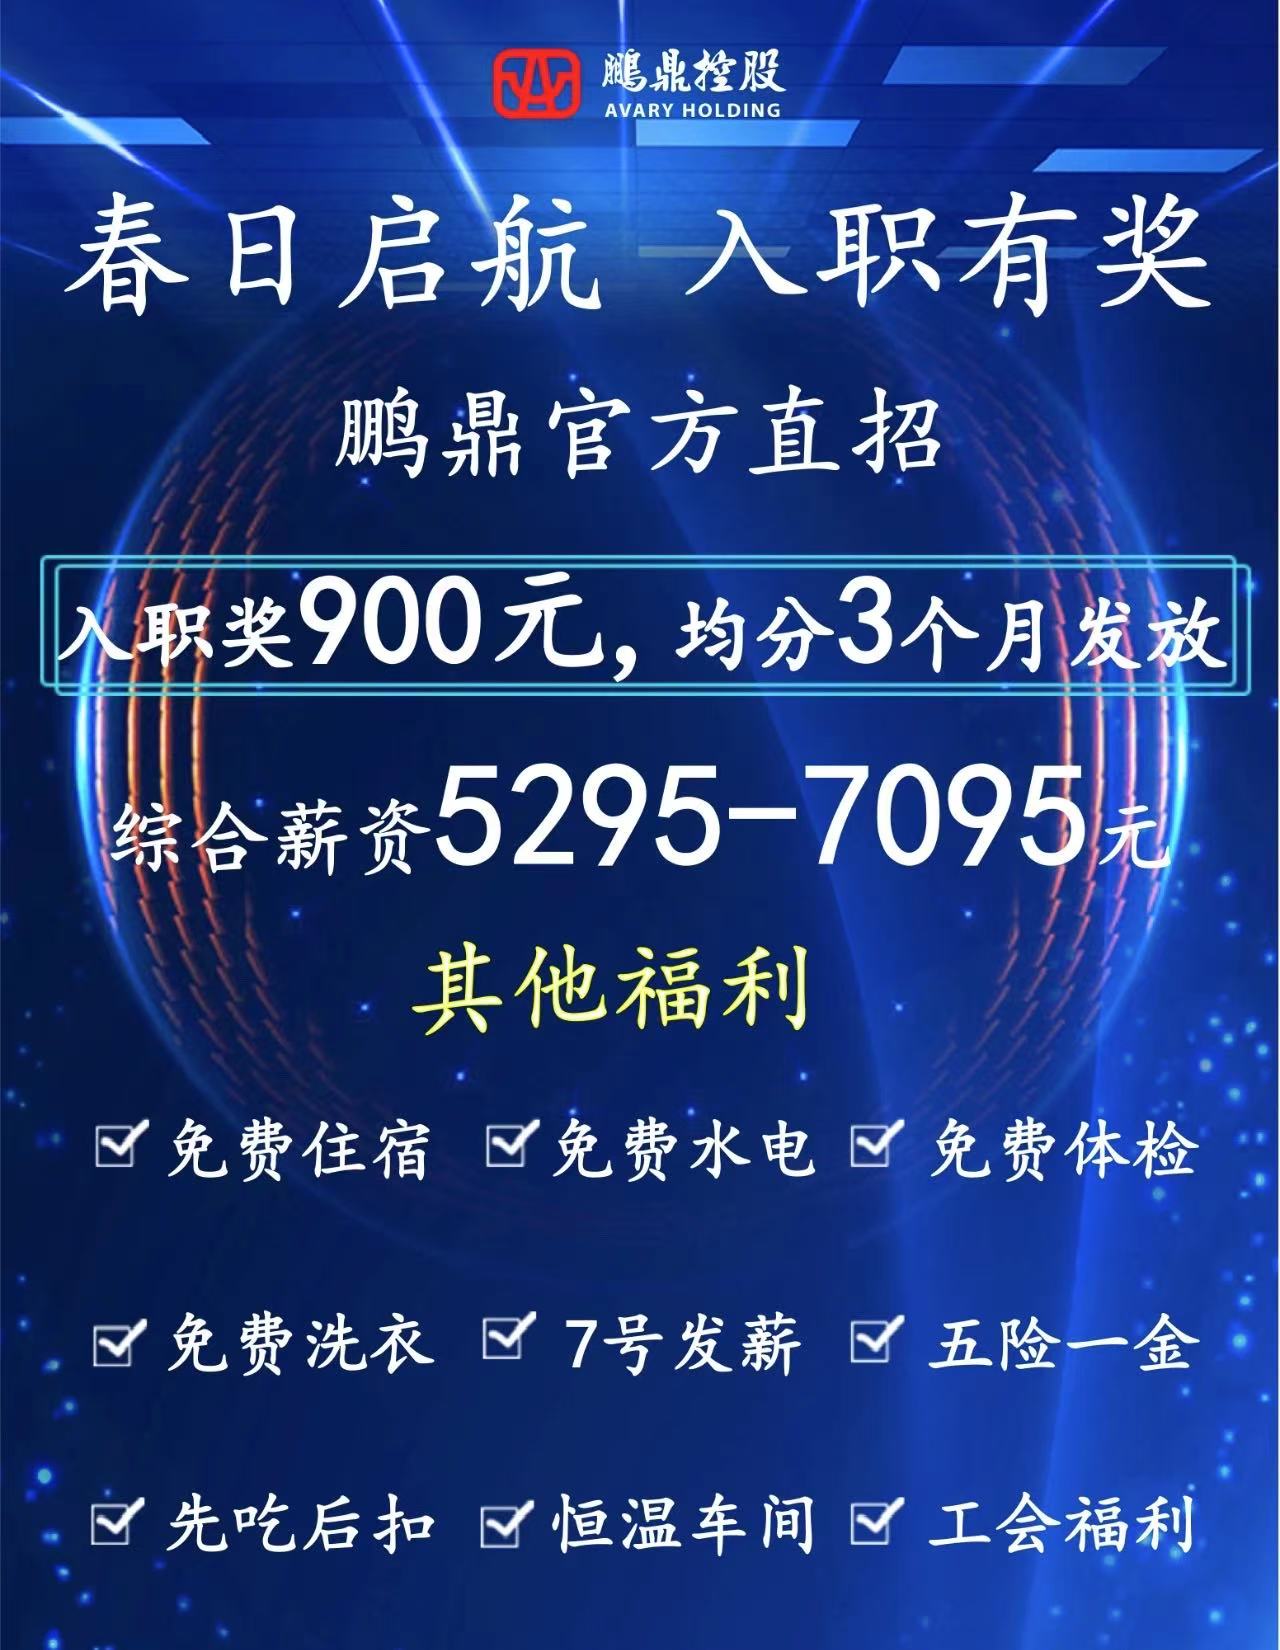 鹏鼎控股
AVARY HOLDING
春日启航 入职有奖
鹏鼎官方直招
入职奖900元，均分3个月发放
综合薪资5295-7095元
其他福利
免费住宿 免费水电 免费体检
免费洗衣 7号发薪 五险一金
先吃后扣 恒温车间 工会福利